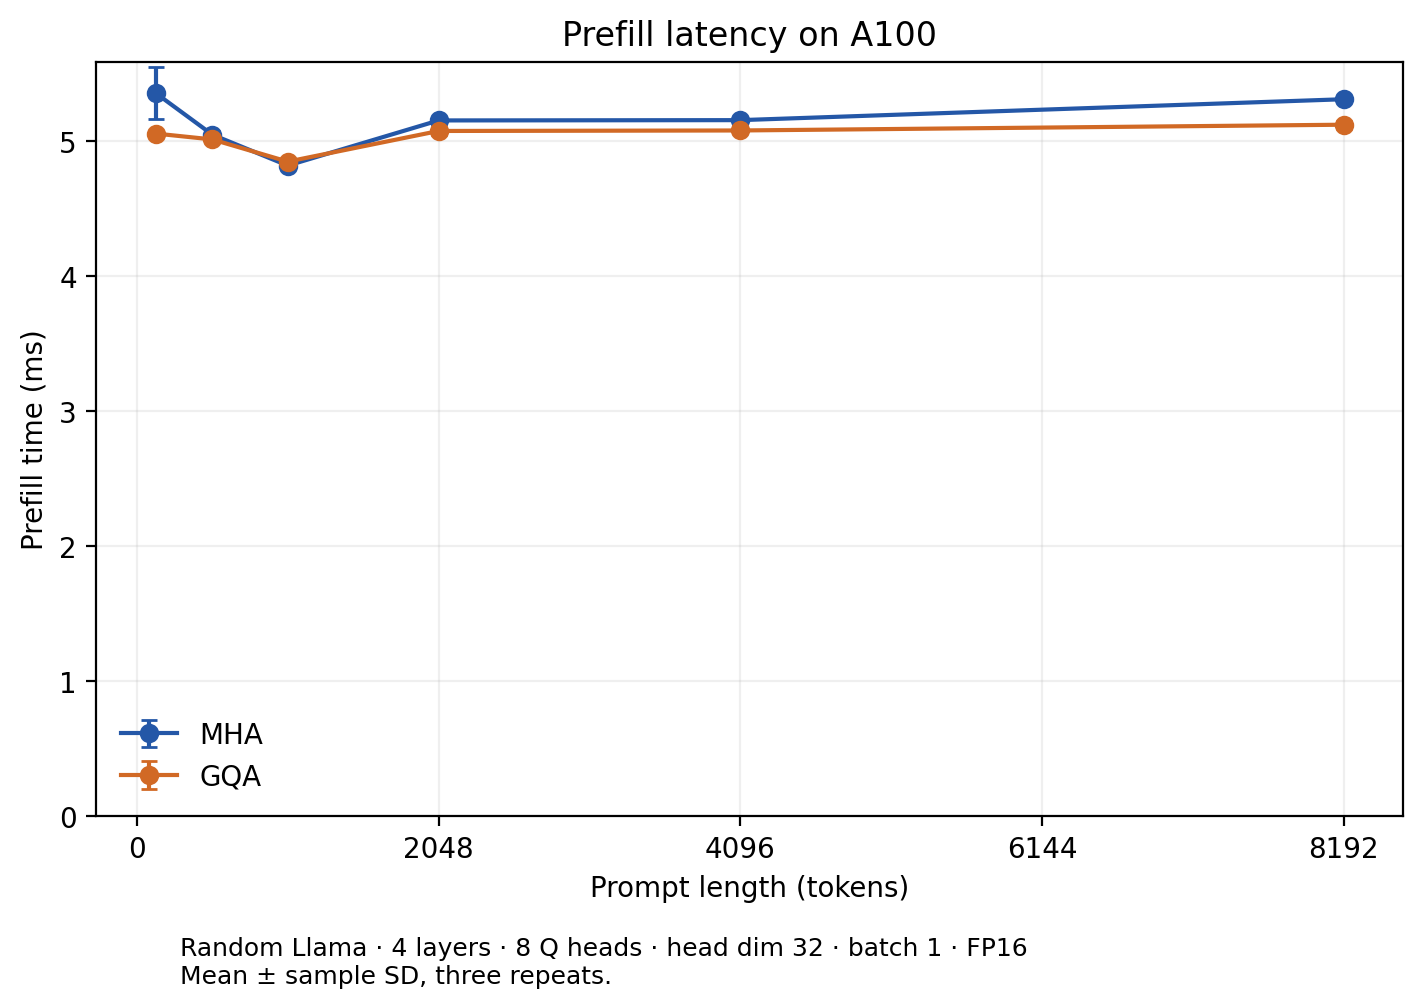 Prefill latency on A100
Prefill time (ms)
5
4
3
2
1
0
MHA
GQA
0 2048 4096 6144 8192
Prompt length (tokens)
Random Llama · 4 layers · 8 Q heads · head dim 32 · batch 1 · FP16
Mean ± sample SD, three repeats.